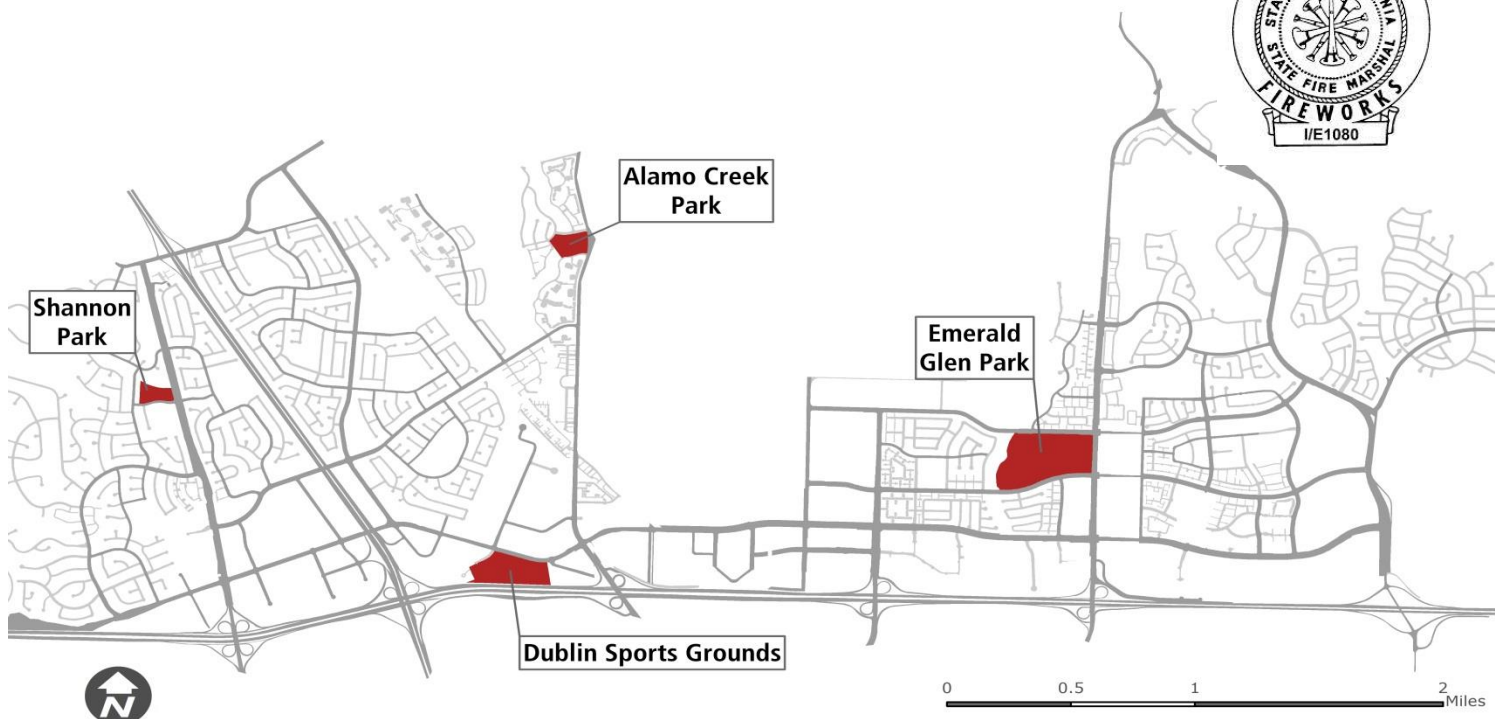 STATE FIRE MARSHAL
FIREWORKS
I/E1080
Alamo Creek
Park
Shannon
Park
Emerald
Glen Park
Dublin Sports Grounds
N
0 0.5 1 2
Miles